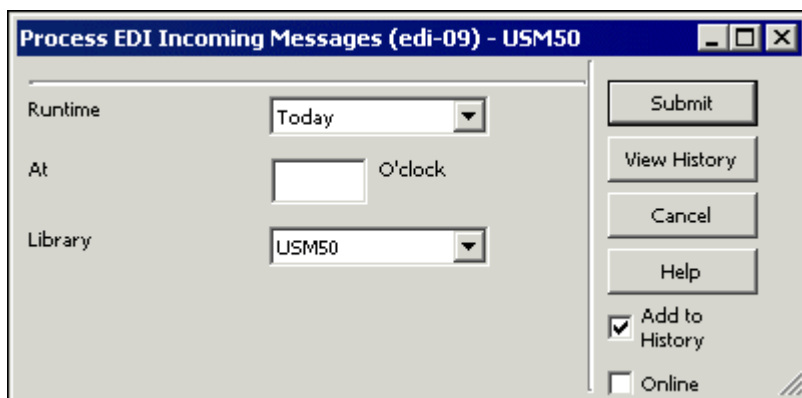 Process EDI Incoming Messages (edi-09) - USM50
Runtime
Today
At
O'clock
Library
USM50
Submit
View History
Cancel
Help
Add to
History
Online